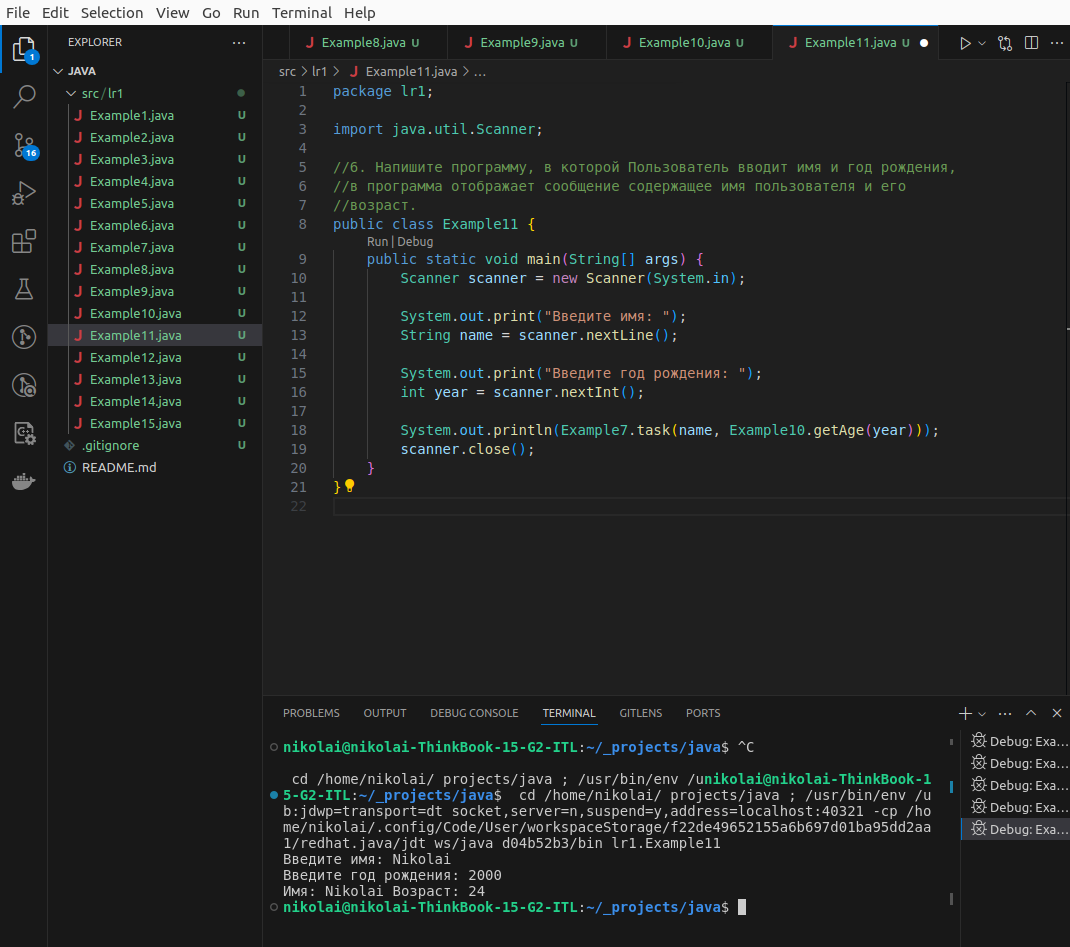 File Edit Selection View Go Run Terminal Help
EXPLORER ...
Example8.java U Example9.java U Example10.java U Example11.java U
1
16
JAVA
src/lr1
Example1.java U
Example2.java U
Example3.java U
Example4.java U
Example5.java U
Example6.java U
Example7.java U
Example8.java U
Example9.java U
Example10.java U
Example11.java U
Example12.java U
Example13.java U
Example14.java U
Example15.java U
.gitignore U
README.md
src > lr1 > Example11.java > ...
1 package lr1;
2
3 import java.util.Scanner;
4
5 //6. Напишите программу, в которой Пользователь вводит имя и год рождения,
6 //в программа отображает сообщение содержащее имя пользователя и его
7 //возраст.
8 public class Example11 {
Run | Debug
9 public static void main(String[] args) {
10 Scanner scanner = new Scanner(System.in);
11
12 System.out.print("Введите имя: ");
13 String name = scanner.nextLine();
14
15 System.out.print("Введите год рождения: ");
16 int year = scanner.nextInt();
17
18 System.out.println(Example7.task(name, Example10.getAge(year)));
19 scanner.close();
20 }
21 }
22
PROBLEMS OUTPUT DEBUG CONSOLE TERMINAL GITLENS PORTS
nikolai@nikolai-ThinkBook-15-G2-ITL:~/_projects/java$ ^C
cd /home/nikolai/ projects/java ; /usr/bin/env /unikolai@nikolai-ThinkBook-1
5-G2-ITL:~/_projects/java$ cd /home/nikolai/ projects/java ; /usr/bin/env /u
b:jdwp=transport=dt socket,server=n,suspend=y,address=localhost:40321 -cp /ho
me/nikolai/.config/Code/User/workspaceStorage/f22de49652155a6b697d01ba95dd2aa
1/redhat.java/jdt ws/java d04b52b3/bin lr1.Example11
Введите имя: Nikolai
Введите год рождения: 2000
Имя: Nikolai Возраст: 24
nikolai@nikolai-ThinkBook-15-G2-ITL:~/_projects/java$
Debug: Exa...
Debug: Exa...
Debug: Exa...
Debug: Exa...
Debug: Exa...